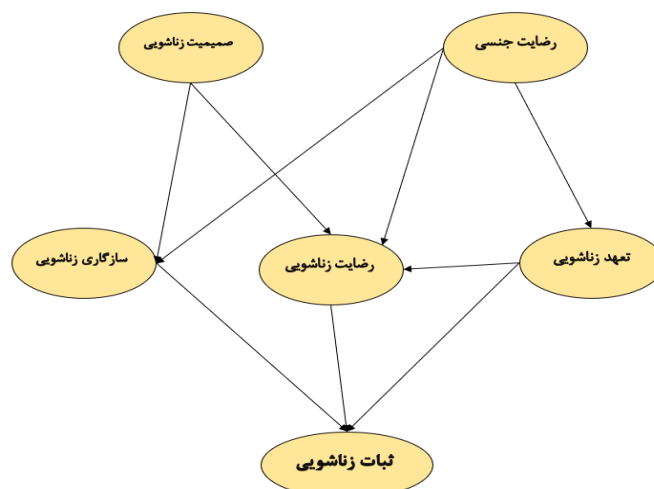 رضایت جنسی
صمیمیت زناشویی
تعهد زناشویی
رضایت زناشویی
سازگاری زناشویی
ثبات زناشویی